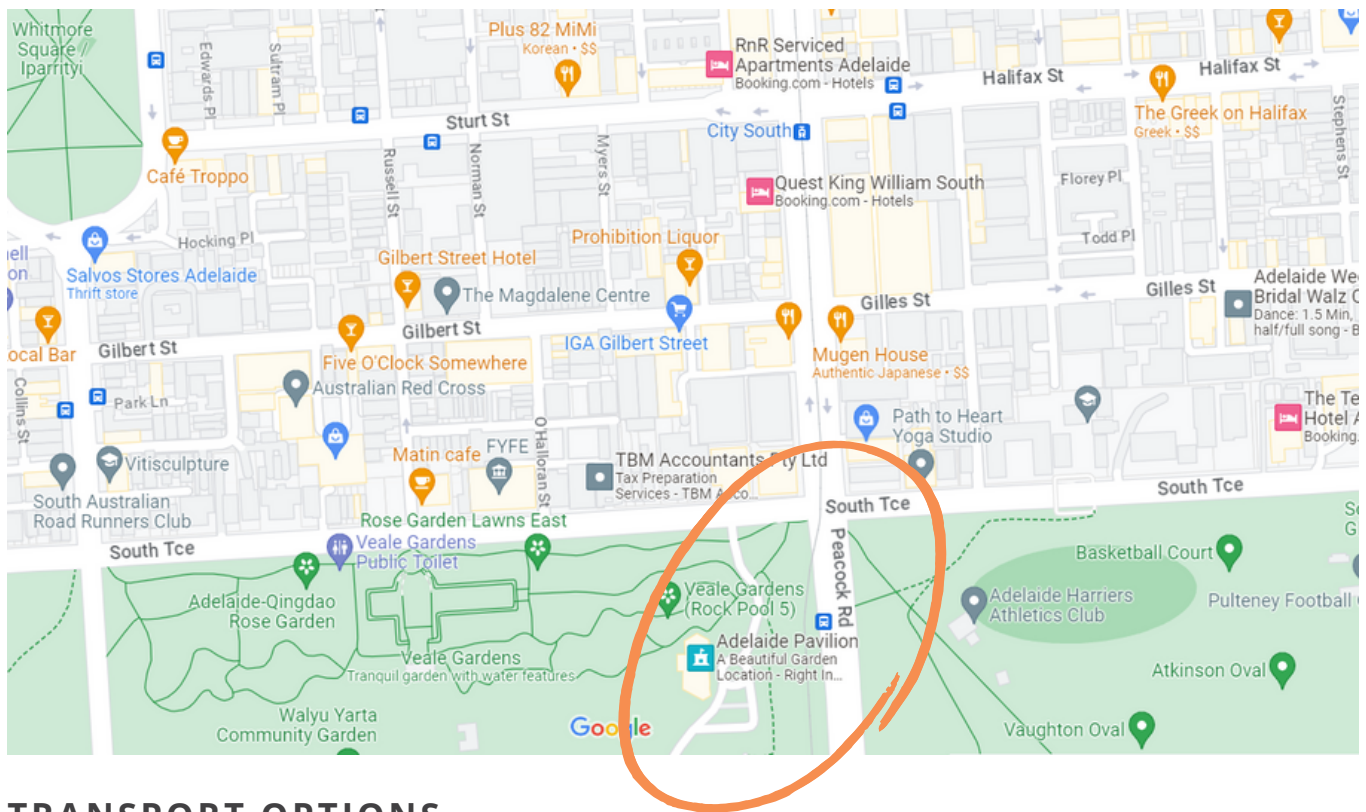 Whitmore
Square /
Iparrityi
Edwards Pl
Sultram Pl
Plus 82 MiMi
Korean • $$
RnR Serviced
Apartments Adelaide
Booking.com - Hotels
Halifax St
Halifax St
The Greek on Halifax
Greek • $$
Stephens St
Sturt St
City South
Café Troppo
Russell St
Norman St
Myers St
Quest King William South
Booking.com - Hotels
Florey Pl
Todd Pl
Hocking Pl
ell
on
Salvos Stores Adelaide
Thrift store
Gilbert Street Hotel
Prohibition Liquor
The Magdalene Centre
Gilles St
Gilles St
Adelaide We
Bridal Walz C
Dance: 1.5 Min,
half/full song - B
ocal Bar
Gilbert St
Gilbert St
Five O'Clock Somewhere
IGA Gilbert Street
Mugen House
Authentic Japanese • $$
Collins St
Park Ln
Australian Red Cross
Path to Heart
Yoga Studio
The Te
Hotel A
Booking.
Vitisculpture
Matin cafe
FYFE
O'Halloran St
TBM Accountants Pty Ltd
Tax Preparation
Services - TBM Acco...
South Australian
Road Runners Club
South Tce
South Tce
South Tce
Rose Garden Lawns East
Veale Gardens
Public Toilet
Peacock Rd
So
G
Basketball Court
Adelaide-Qingdao
Rose Garden
Veale Gardens
(Rock Pool 5)
Adelaide Harriers
Athletics Club
Pulteney Football
Adelaide Pavilion
A Beautiful Garden
Location - Right In...
Veale Gardens
Tranquil garden with water features
Atkinson Oval
Walyu Yarta
Community Garden
Google
Vaughton Oval
TRANSPORT OPTIONS